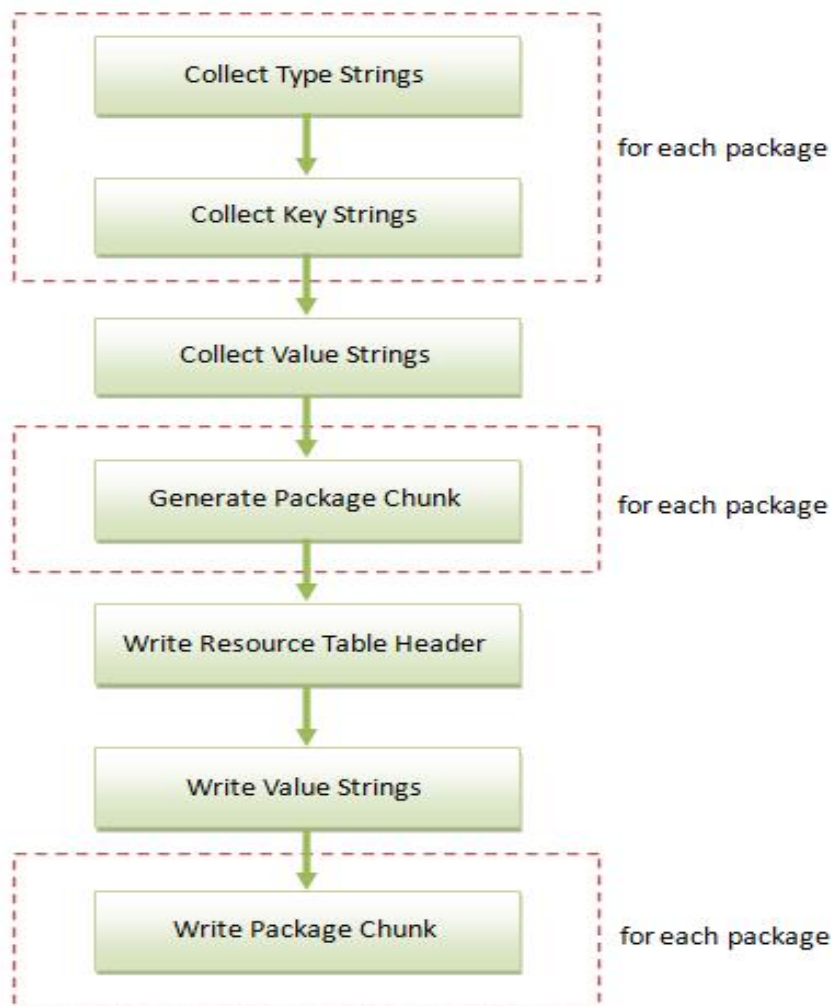 Collect Type Strings
for each package
Collect Key Strings
Collect Value Strings
Generate Package Chunk
for each package
Write Resource Table Header
Write Value Strings
Write Package Chunk
for each package